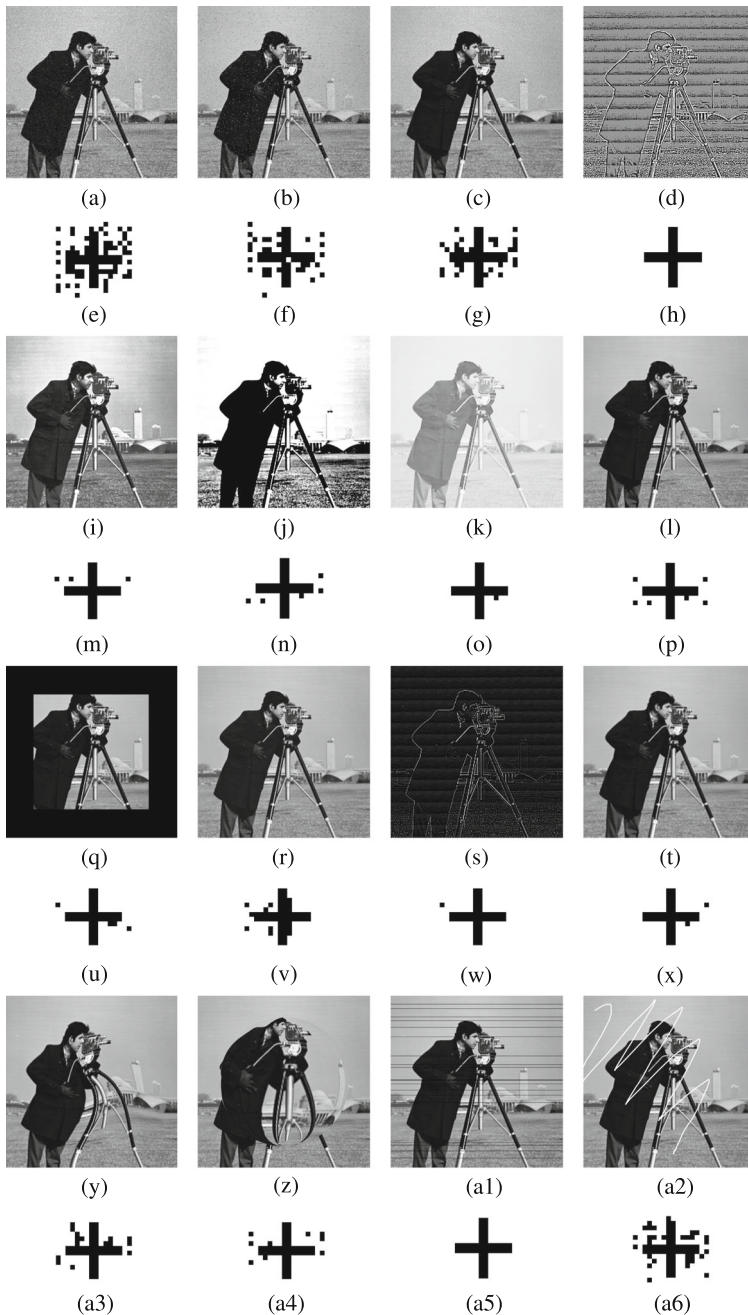 (a) (b) (c) (d)
(e) (f) (g) (h)
(i) (j) (k) (l)
(m) (n) (o) (p)
(q) (r) (s) (t)
(u) (v) (w) (x)
(y) (z) (a1) (a2)
(a3) (a4) (a5) (a6)